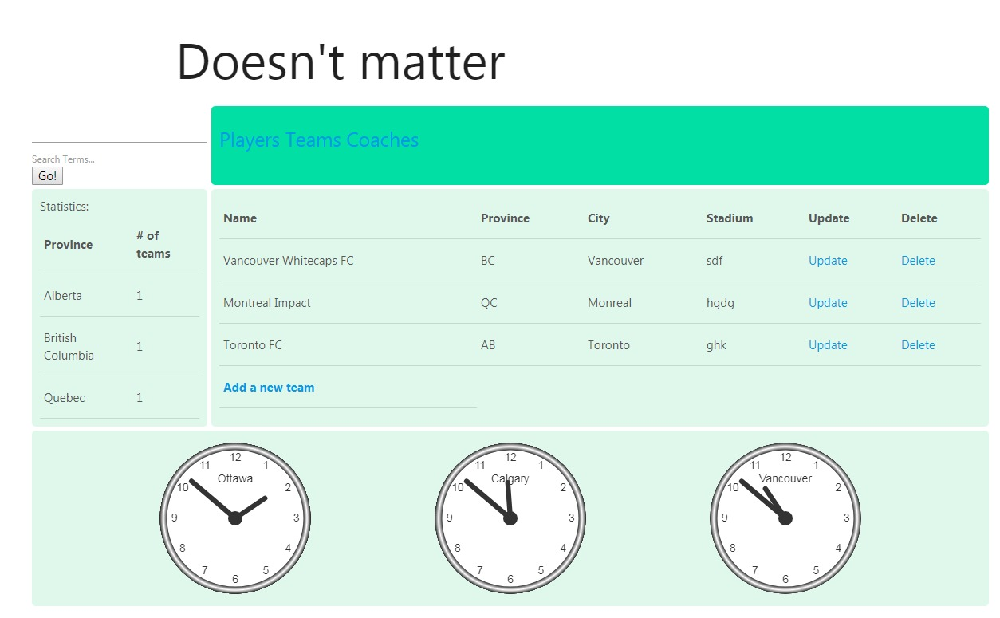 Doesn't matter
Players Teams Coaches
Search Terms...
Go!
Statistics:
Province # of teams
Alberta 1
British Columbia 1
Quebec 1
Name Province City Stadium Update Delete
Vancouver Whitecaps FC BC Vancouver sdf Update Delete
Montreal Impact QC Monreal hgdg Update Delete
Toronto FC AB Toronto ghk Update Delete
Add a new team
Ottawa
12 1 2 3 4 5 6 7 8 9 10 11
Calgary
12 1 2 3 4 5 6 7 8 9 10 11
Vancouver
12 1 2 3 4 5 6 7 8 9 10 11